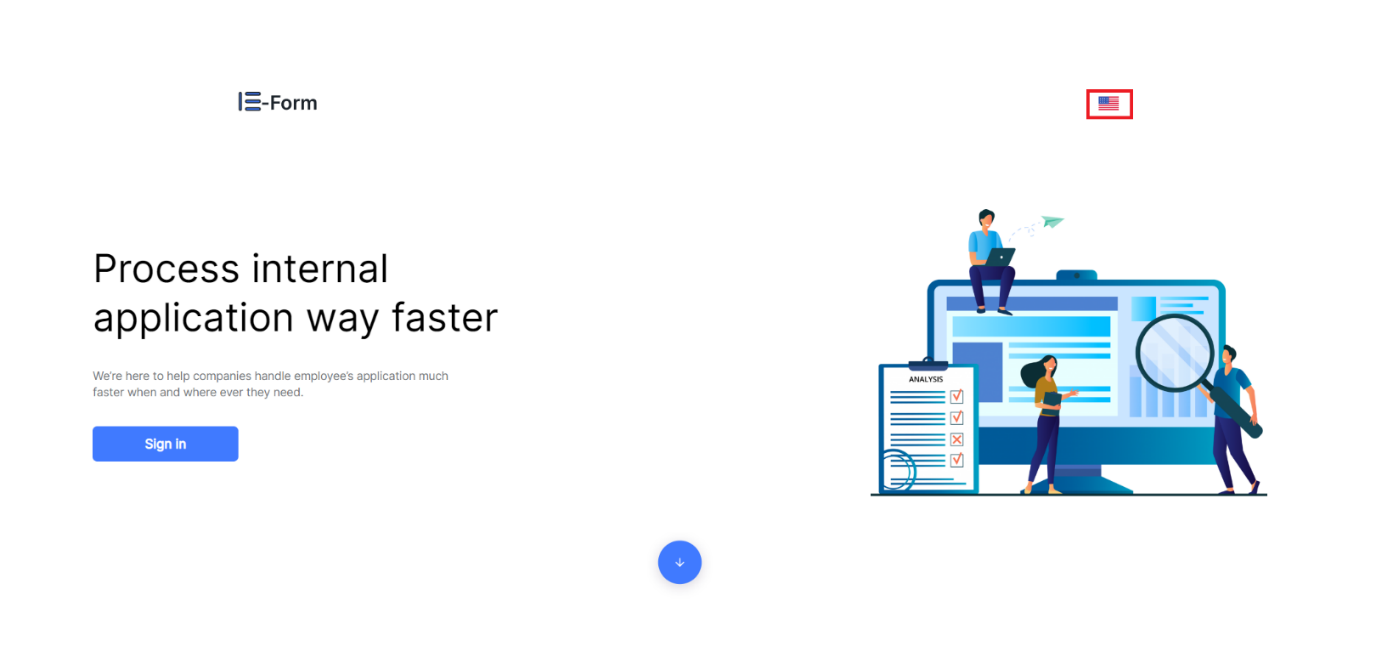 E-Form
Process internal
application way faster
We're here to help companies handle employee's application much
faster when and where ever they need.
Sign in
ANALYSIS